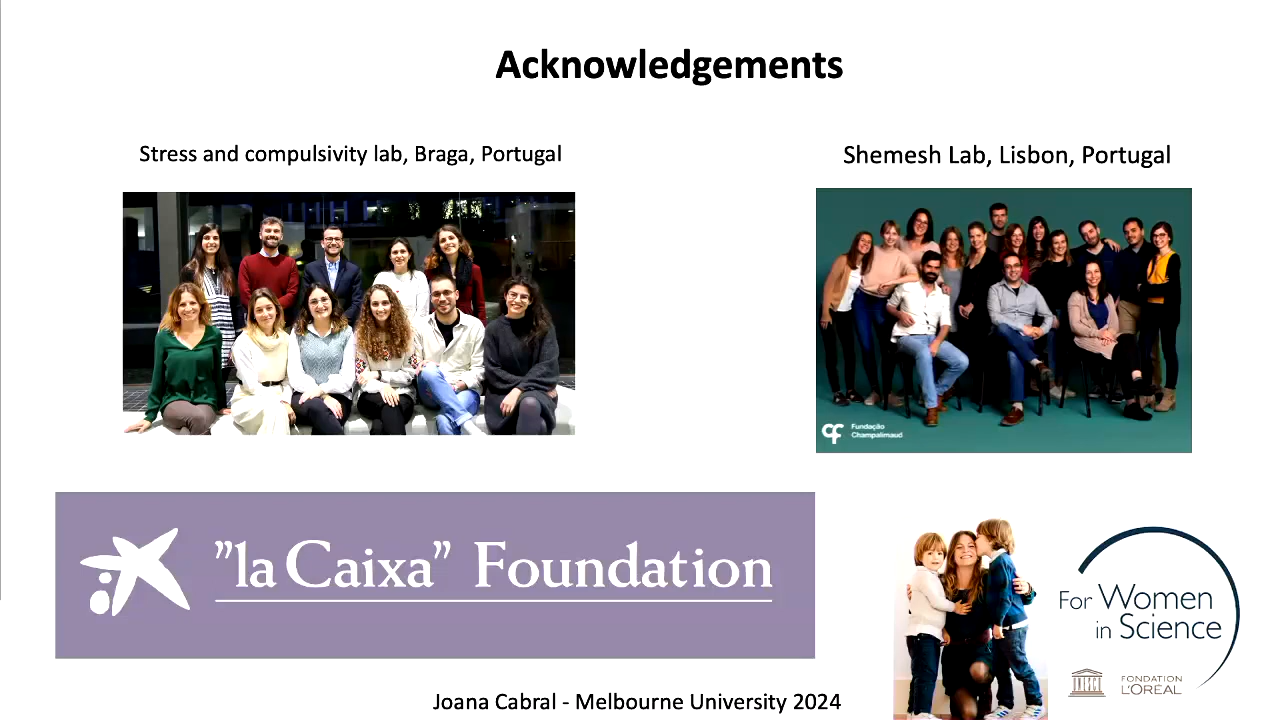 Acknowledgements
Stress and compulsivity lab, Braga, Portugal
Shemesh Lab, Lisbon, Portugal
Fundação
Champalimaud
"la Caixa" Foundation
For Women
in Science
UNESCO
FONDATION
L'ORÉAL
Joana Cabral - Melbourne University 2024